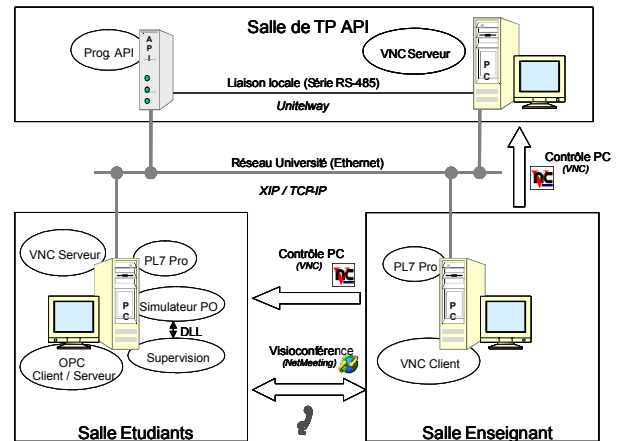 Salle de TP API
Prog. API
A
P
I
VNC Serveur
P
C
Liaison locale (Série RS-485)
Unitelway
Réseau Université (Ethernet)
XIP / TCP-IP
Contrôle PC
(VNC)
VNC Serveur
PL7 Pro
P
C
Simulateur PO
DLL
Supervision
OPC
Client / Serveur
Salle Etudiants
Contrôle PC
(VNC)
Visioconférence
(NetMeeting)
PL7 Pro
P
C
VNC Client
Salle Enseignant